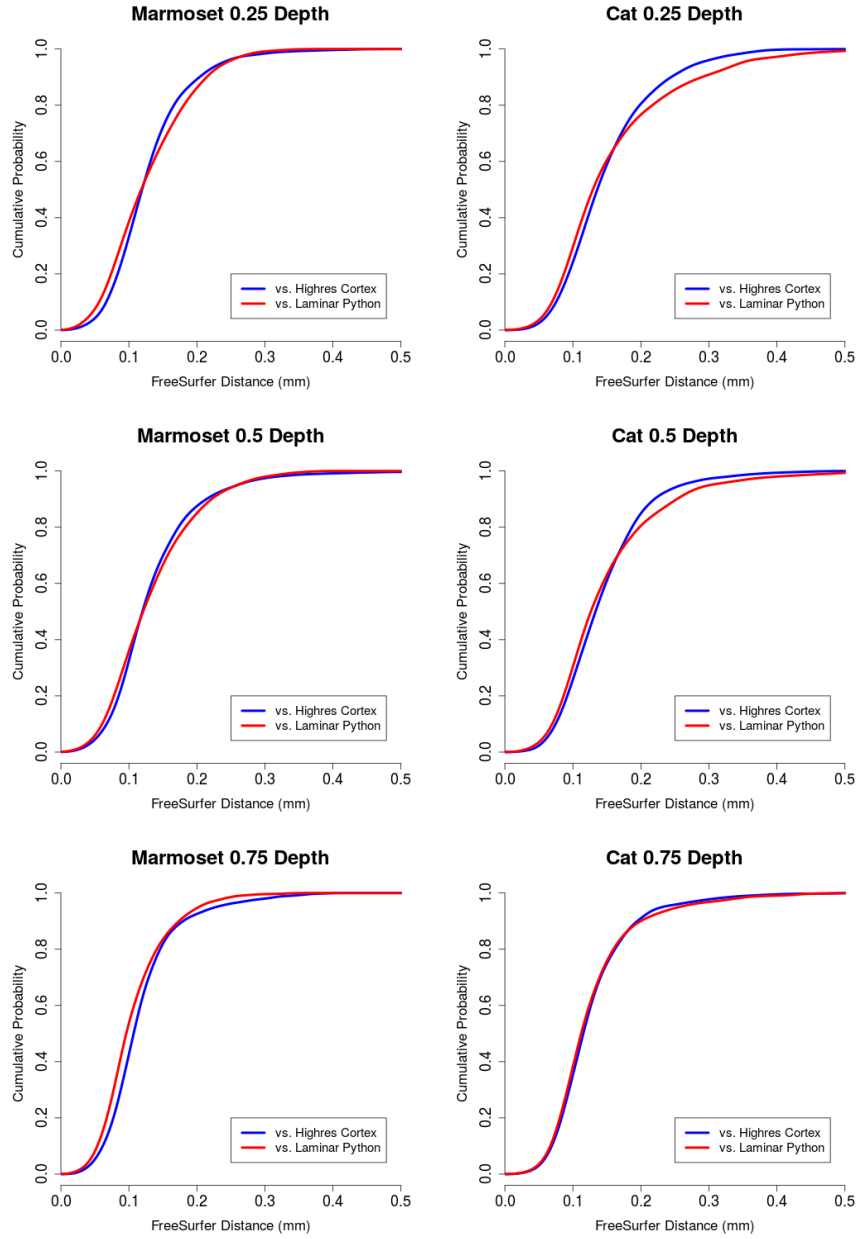 Marmoset 0.25 Depth
Cumulative Probability
0.0 0.2 0.4 0.6 0.8 1.0
vs. Highres Cortex
vs. Laminar Python
0.0 0.1 0.2 0.3 0.4 0.5
FreeSurfer Distance (mm)
Cat 0.25 Depth
Cumulative Probability
0.0 0.2 0.4 0.6 0.8 1.0
vs. Highres Cortex
vs. Laminar Python
0.0 0.1 0.2 0.3 0.4 0.5
FreeSurfer Distance (mm)
Marmoset 0.5 Depth
Cumulative Probability
0.0 0.2 0.4 0.6 0.8 1.0
vs. Highres Cortex
vs. Laminar Python
0.0 0.1 0.2 0.3 0.4 0.5
FreeSurfer Distance (mm)
Cat 0.5 Depth
Cumulative Probability
0.0 0.2 0.4 0.6 0.8 1.0
vs. Highres Cortex
vs. Laminar Python
0.0 0.1 0.2 0.3 0.4 0.5
FreeSurfer Distance (mm)
Marmoset 0.75 Depth
Cumulative Probability
0.0 0.2 0.4 0.6 0.8 1.0
vs. Highres Cortex
vs. Laminar Python
0.0 0.1 0.2 0.3 0.4 0.5
FreeSurfer Distance (mm)
Cat 0.75 Depth
Cumulative Probability
0.0 0.2 0.4 0.6 0.8 1.0
vs. Highres Cortex
vs. Laminar Python
0.0 0.1 0.2 0.3 0.4 0.5
FreeSurfer Distance (mm)